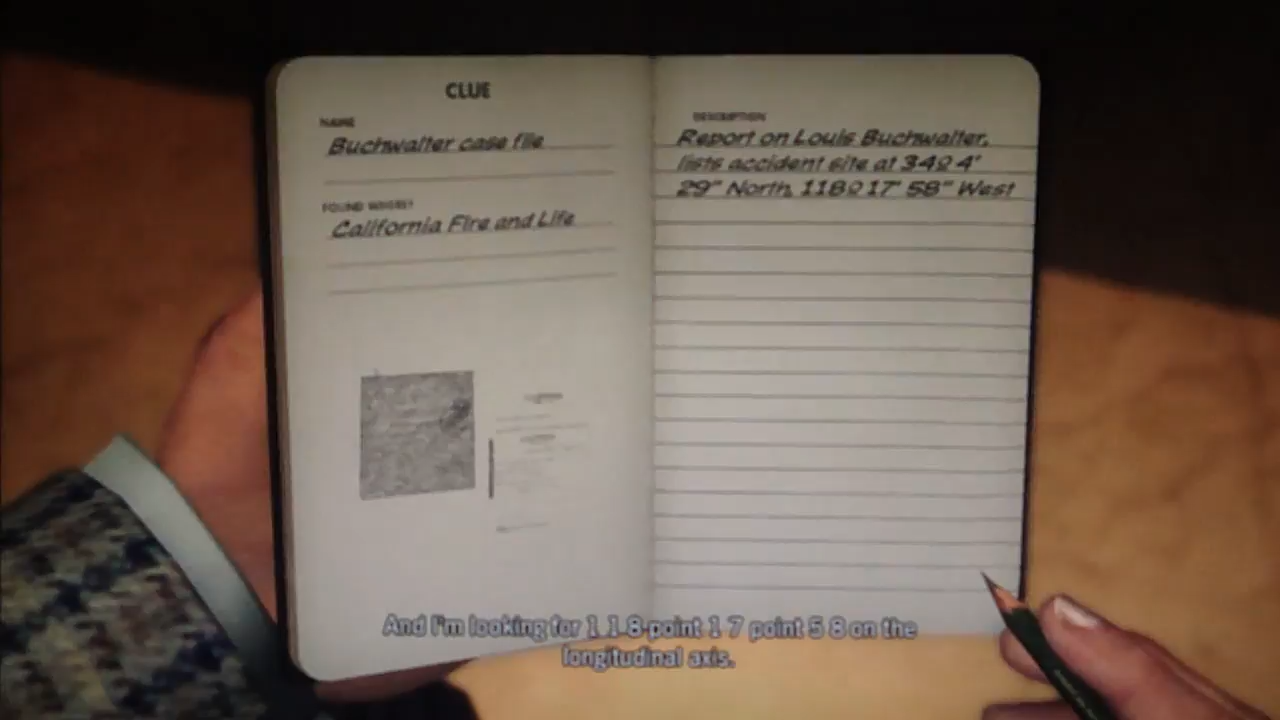 CLUE
NAME
Buchwalter case file
FOUND WHERE?
California Fire and Life
DESCRIPTION
Report on Louis Buchwalter,
lists accident site at 34º 4'
29" North, 118º 17' 58" West
And I'm looking for 1 1 8 point 1 7 point 5 8 on the
longitudinal axis.